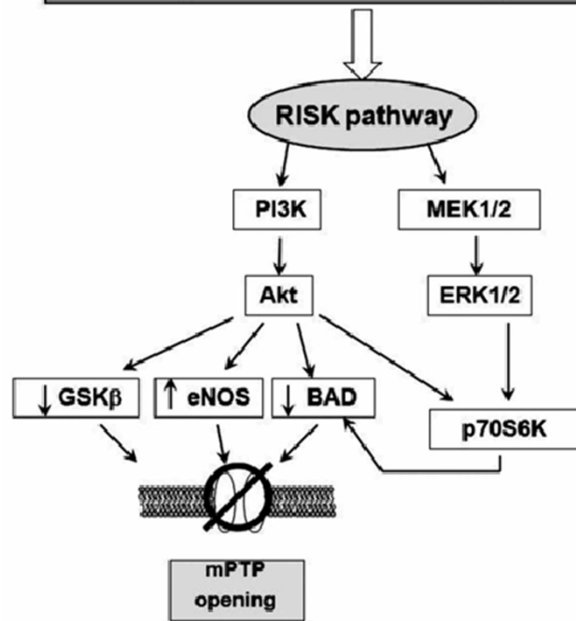 RISK pathway
PI3K
MEK1/2
Akt
ERK1/2
↓ GSKβ
↑ eNOS
↓ BAD
p70S6K
mPTP
opening